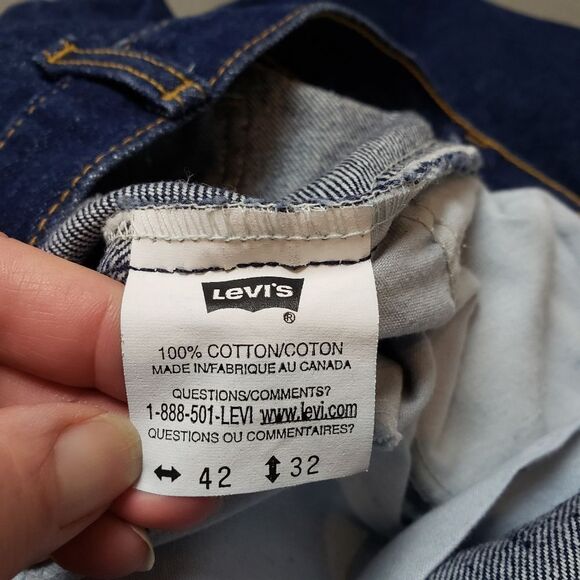 LEVI'S
®
100% COTTON/COTON
MADE IN/FABRIQUE AU CANADA
QUESTIONS/COMMENTS?
1-888-501-LEVI www.levi.com
QUESTIONS OU COMMENTAIRES?
↔ 42 ↕ 32